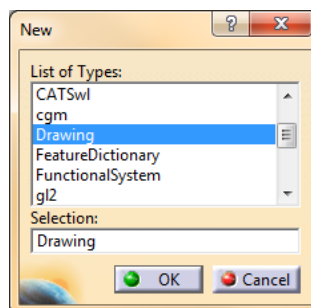 New
List of Types:
CATSwl
cgm
Drawing
FeatureDictionary
FunctionalSystem
gl2
Selection:
Drawing
OK
Cancel